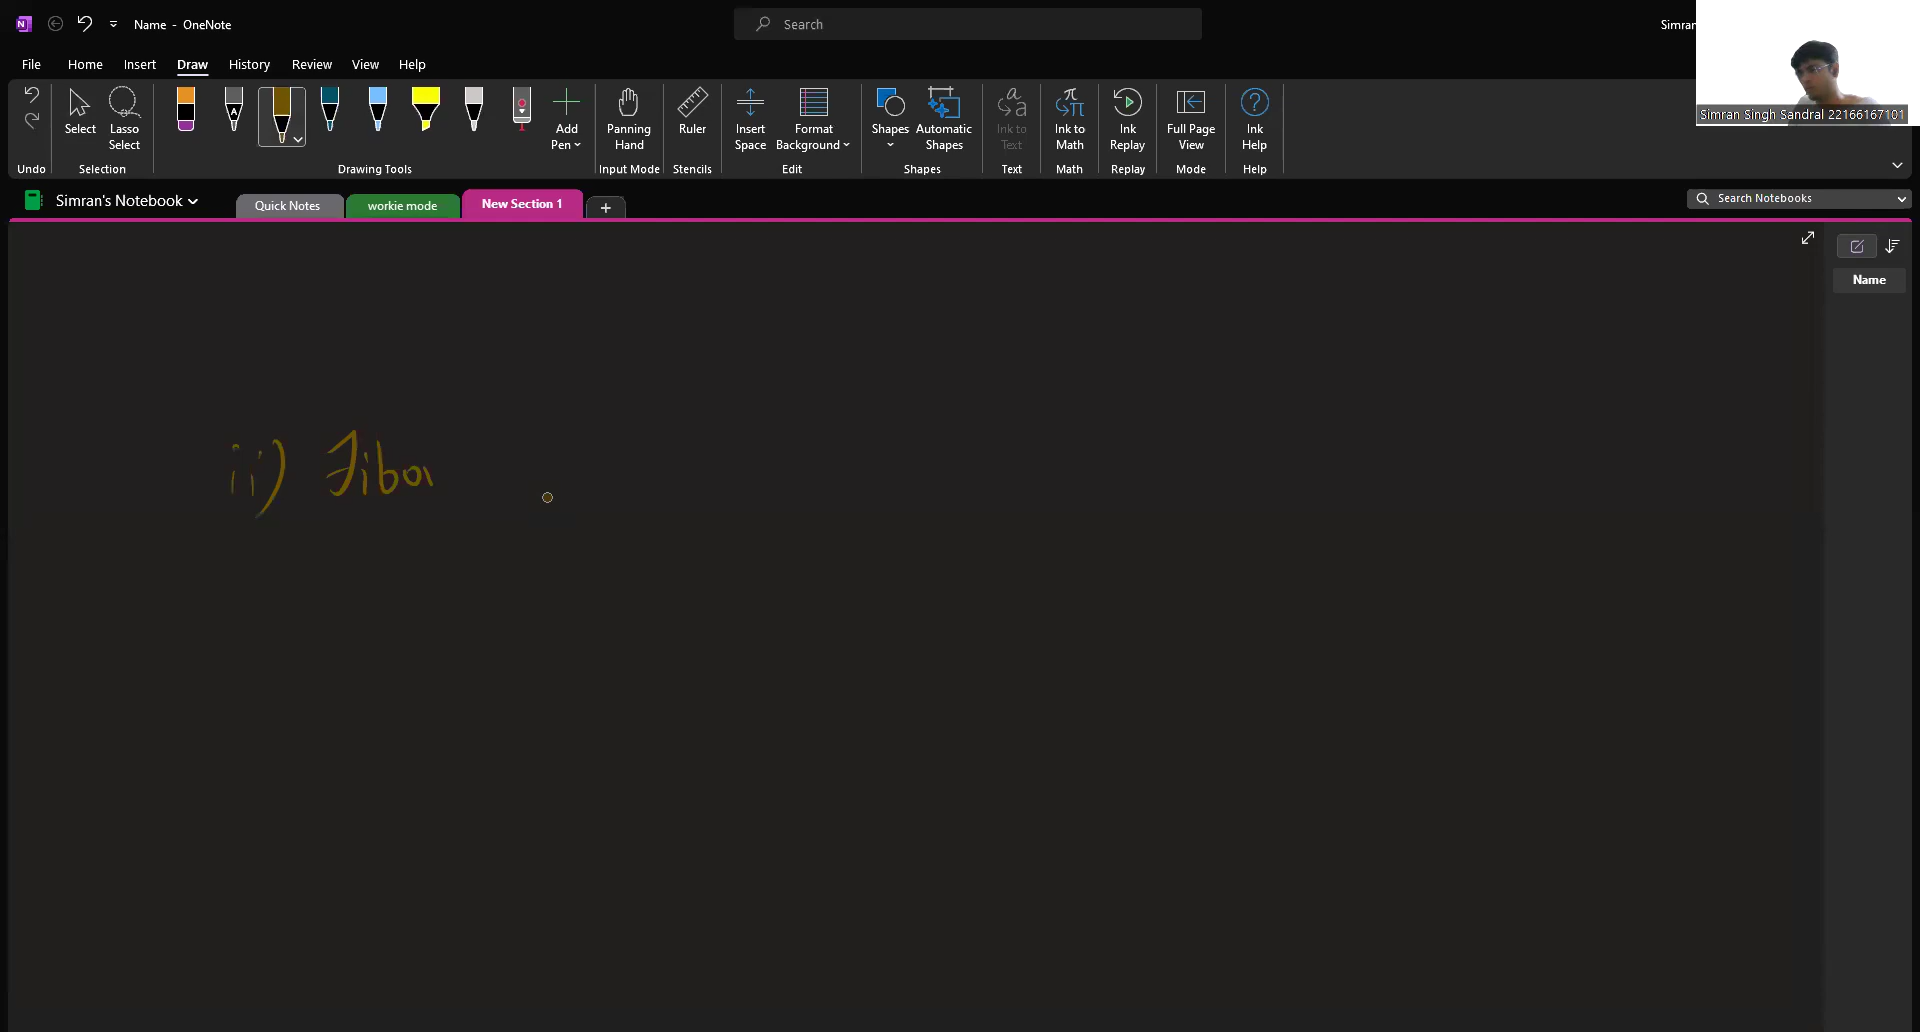 Name - OneNote
Search
Simran
File Home Insert Draw History Review View Help
Select
Lasso Select
Add Pen
Panning Hand
Ruler
Insert Space
Format Background
Shapes
Automatic Shapes
Ink to Text
Ink to Math
Ink Replay
Full Page View
Ink Help
Undo Selection Drawing Tools Input Mode Stencils Edit Shapes Text Math Replay Mode Help
Simran Singh Sandral 22166167101
Simran's Notebook
Quick Notes
workie mode
New Section 1
Search Notebooks
Name
ii)